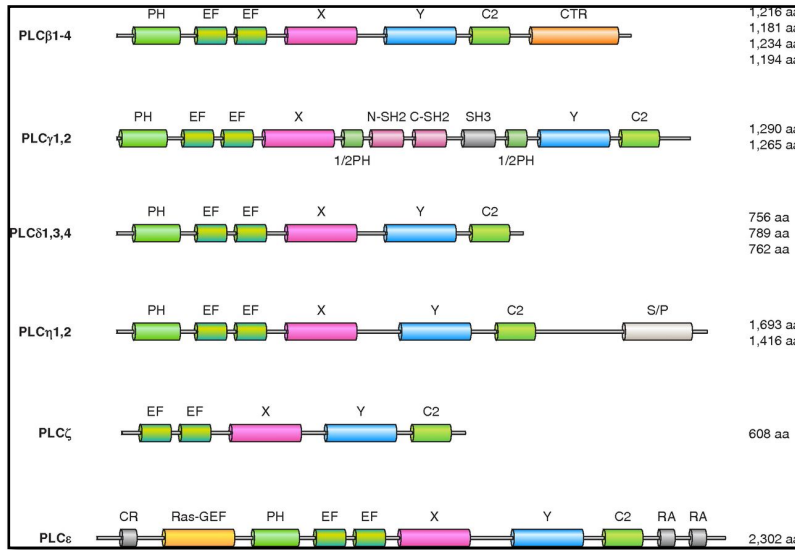 1,216 aa
PH EF EF X Y C2 CTR
PLCβ1-4
1,181 aa
1,234 aa
1,194 aa
PH EF EF X N-SH2 C-SH2 SH3 Y C2
PLCγ1,2
1,290 aa
1,265 aa
1/2PH 1/2PH
PH EF EF X Y C2
PLCδ1,3,4
756 aa
789 aa
762 aa
PH EF EF X Y C2 S/P
PLCη1,2
1,693 aa
1,416 aa
EF EF X Y C2
PLCζ
608 aa
CR Ras-GEF PH EF EF X Y C2 RA RA
PLCε
2,302 aa